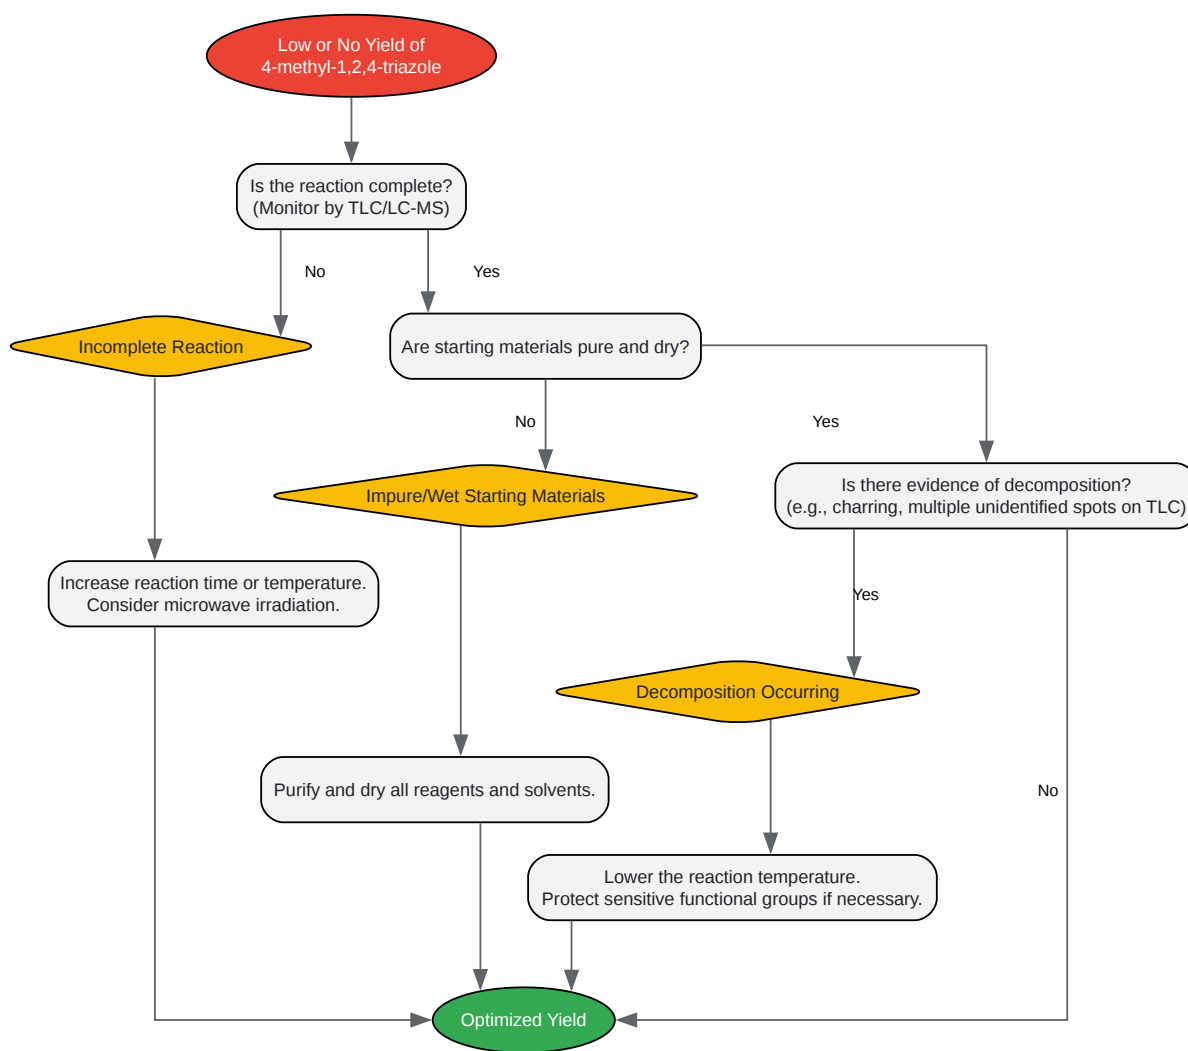 Low or No Yield of
4-methyl-1,2,4-triazole
Is the reaction complete?
(Monitor by TLC/LC-MS)
No
Yes
Incomplete Reaction
Are starting materials pure and dry?
No
Yes
Impure/Wet Starting Materials
Is there evidence of decomposition?
(e.g., charring, multiple unidentified spots on TLC)
Increase reaction time or temperature.
Consider microwave irradiation.
Yes
Decomposition Occurring
Purify and dry all reagents and solvents.
No
Lower the reaction temperature.
Protect sensitive functional groups if necessary.
Optimized Yield